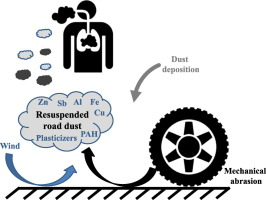 Dust
deposition
Zn Sb Al Fe
Cu
Resuspended
road dust
PAH
Plasticizers
Wind
Mechanical
abrasion